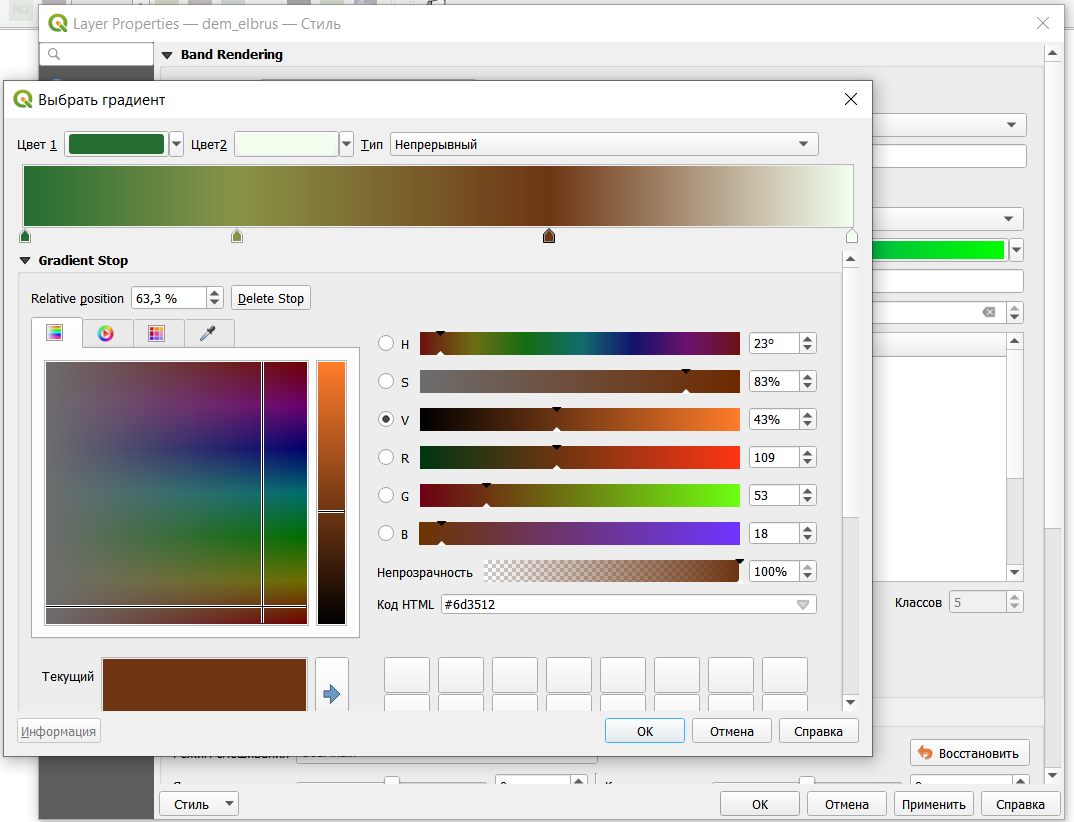 Layer Properties — dem_elbrus — Стиль
Band Rendering
Выбрать градиент
Цвет 1
Цвет2
Тип
Непрерывный
Gradient Stop
Relative position
63,3 %
Delete Stop
H
23°
S
83%
V
43%
R
109
G
53
B
18
Непрозрачность
100%
Код HTML
#6d3512
Текущий
Классов
5
Информация
OK
Отмена
Справка
Восстановить
Стиль
OK
Отмена
Применить
Справка